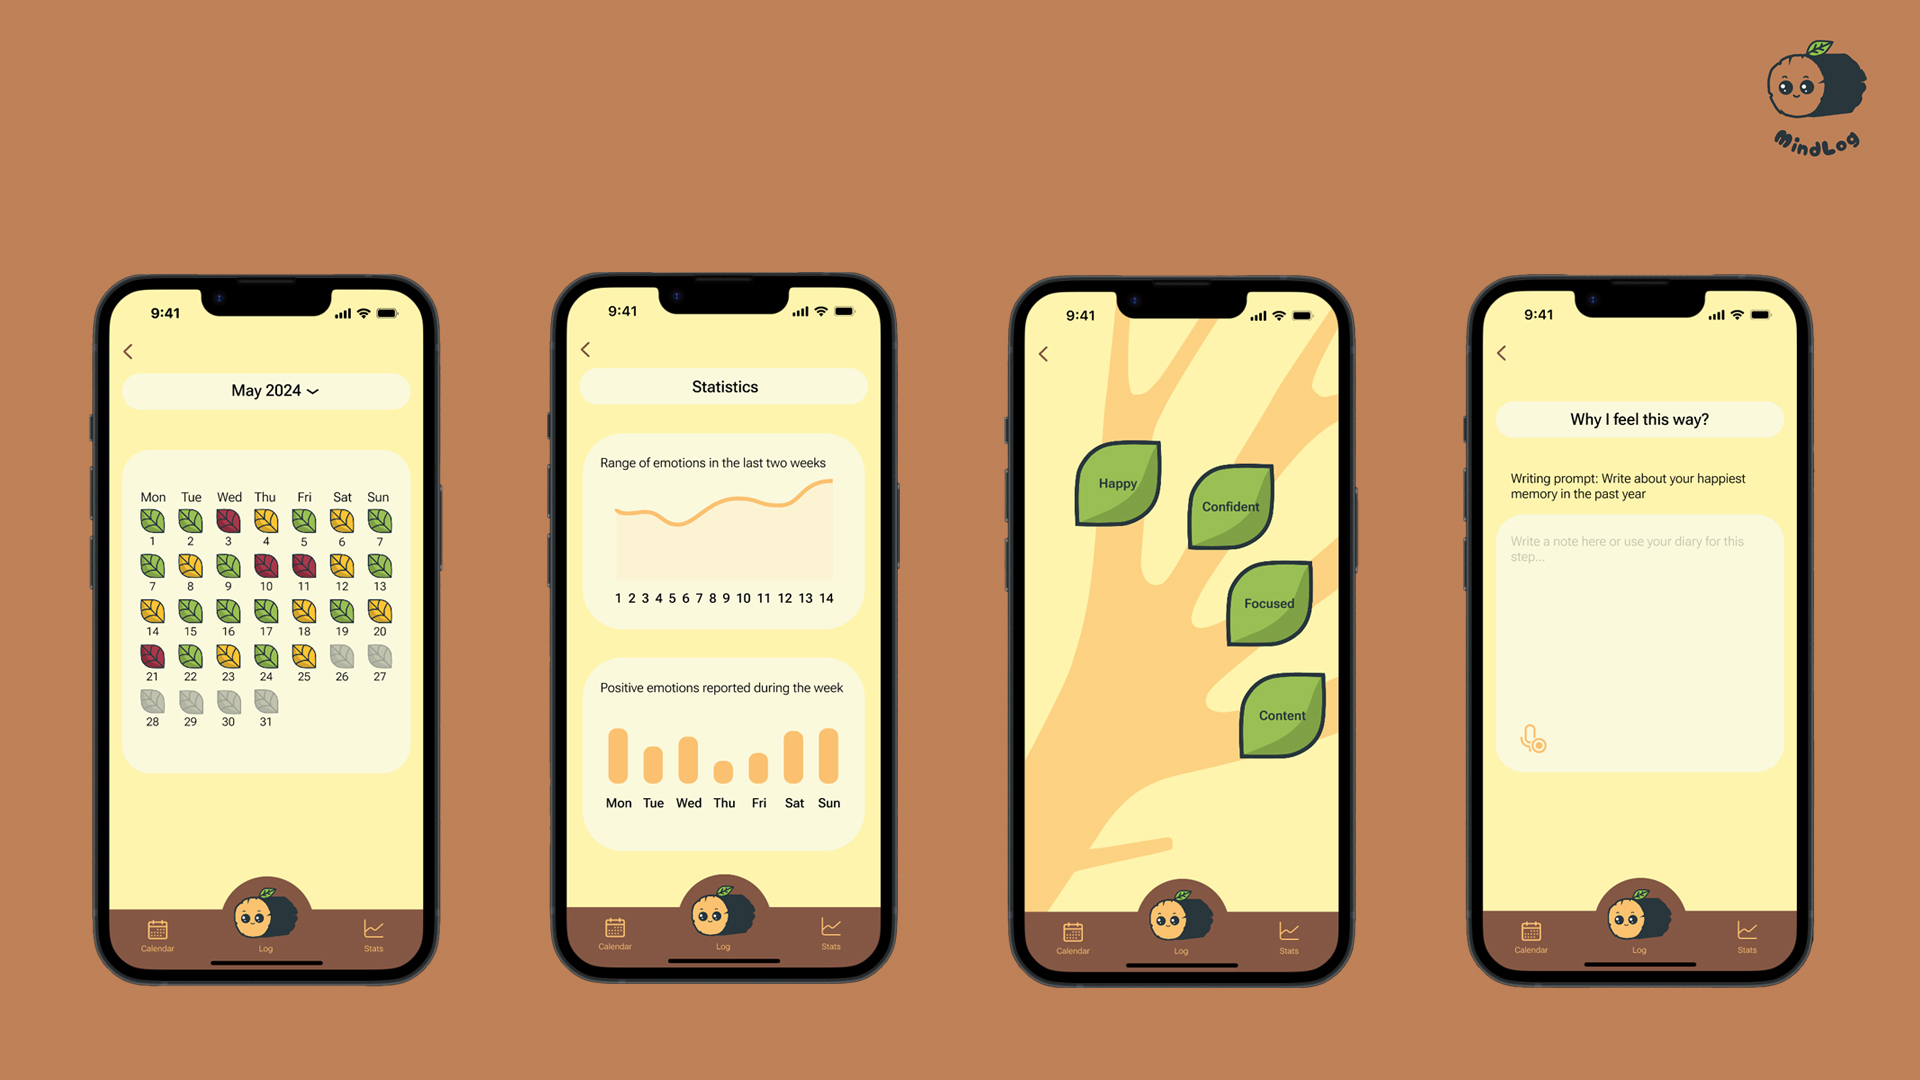 MindLog
9:41
May 2024
Mon Tue Wed Thu Fri Sat Sun
1 2 3 4 5 6 7
7 8 9 10 11 12 13
14 15 16 17 18 19 20
21 22 23 24 25 26 27
28 29 30 31
Calendar
Log
Stats
9:41
Statistics
Range of emotions in the last two weeks
1 2 3 4 5 6 7 8 9 10 11 12 13 14
Positive emotions reported during the week
Mon Tue Wed Thu Fri Sat Sun
Calendar
Log
Stats
9:41
Happy
Confident
Focused
Content
Calendar
Log
Stats
9:41
Why I feel this way?
Writing prompt: Write about your happiest
memory in the past year
Write a note here or use your diary for this
step...
Calendar
Log
Stats